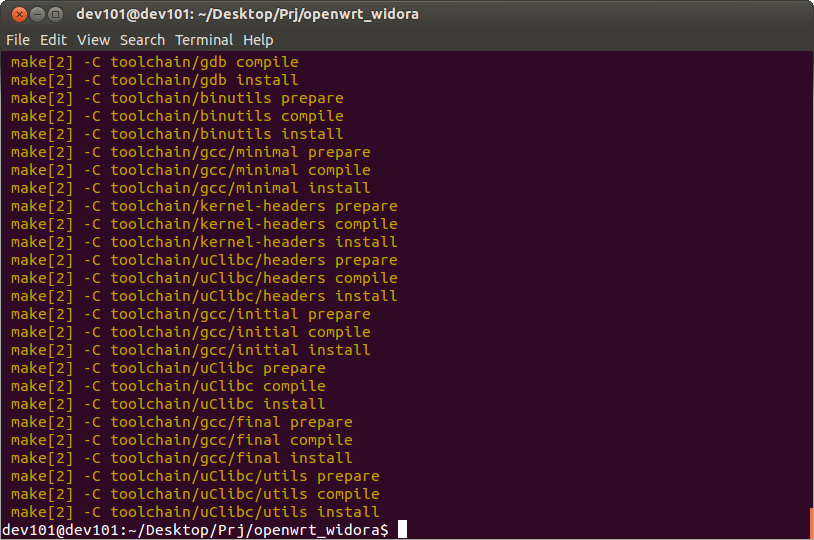 dev101@dev101: ~/Desktop/Prj/openwrt_widora
File Edit View Search Terminal Help
make[2] -C toolchain/gdb compile
make[2] -C toolchain/gdb install
make[2] -C toolchain/binutils prepare
make[2] -C toolchain/binutils compile
make[2] -C toolchain/binutils install
make[2] -C toolchain/gcc/minimal prepare
make[2] -C toolchain/gcc/minimal compile
make[2] -C toolchain/gcc/minimal install
make[2] -C toolchain/kernel-headers prepare
make[2] -C toolchain/kernel-headers compile
make[2] -C toolchain/kernel-headers install
make[2] -C toolchain/uClibc/headers prepare
make[2] -C toolchain/uClibc/headers compile
make[2] -C toolchain/uClibc/headers install
make[2] -C toolchain/gcc/initial prepare
make[2] -C toolchain/gcc/initial compile
make[2] -C toolchain/gcc/initial install
make[2] -C toolchain/uClibc prepare
make[2] -C toolchain/uClibc compile
make[2] -C toolchain/uClibc install
make[2] -C toolchain/gcc/final prepare
make[2] -C toolchain/gcc/final compile
make[2] -C toolchain/gcc/final install
make[2] -C toolchain/uClibc/utils prepare
make[2] -C toolchain/uClibc/utils compile
make[2] -C toolchain/uClibc/utils install
dev101@dev101:~/Desktop/Prj/openwrt_widora$